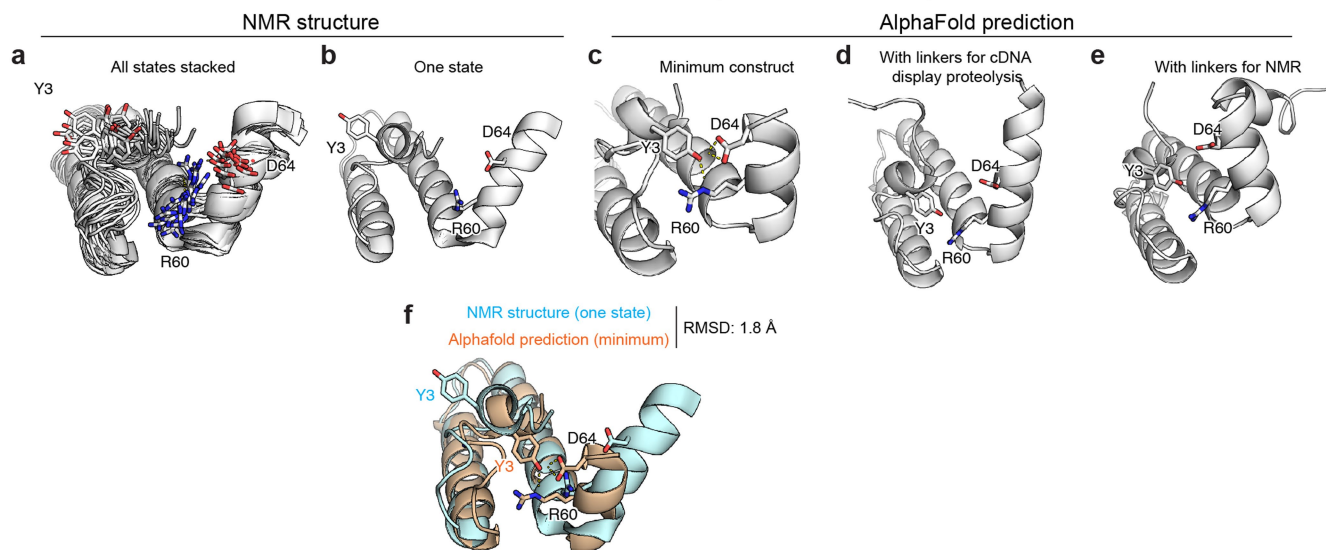 NMR structure
AlphaFold prediction
a
All states stacked
Y3
D64
R60
b
One state
Y3
D64
R60
c
Minimum construct
Y3
D64
R60
d
With linkers for cDNA
display proteolysis
D64
Y3
R60
e
With linkers for NMR
D64
Y3
R60
f
NMR structure (one state)
Alphafold prediction (minimum)
RMSD: 1.8 Å
Y3
D64
Y3
R60